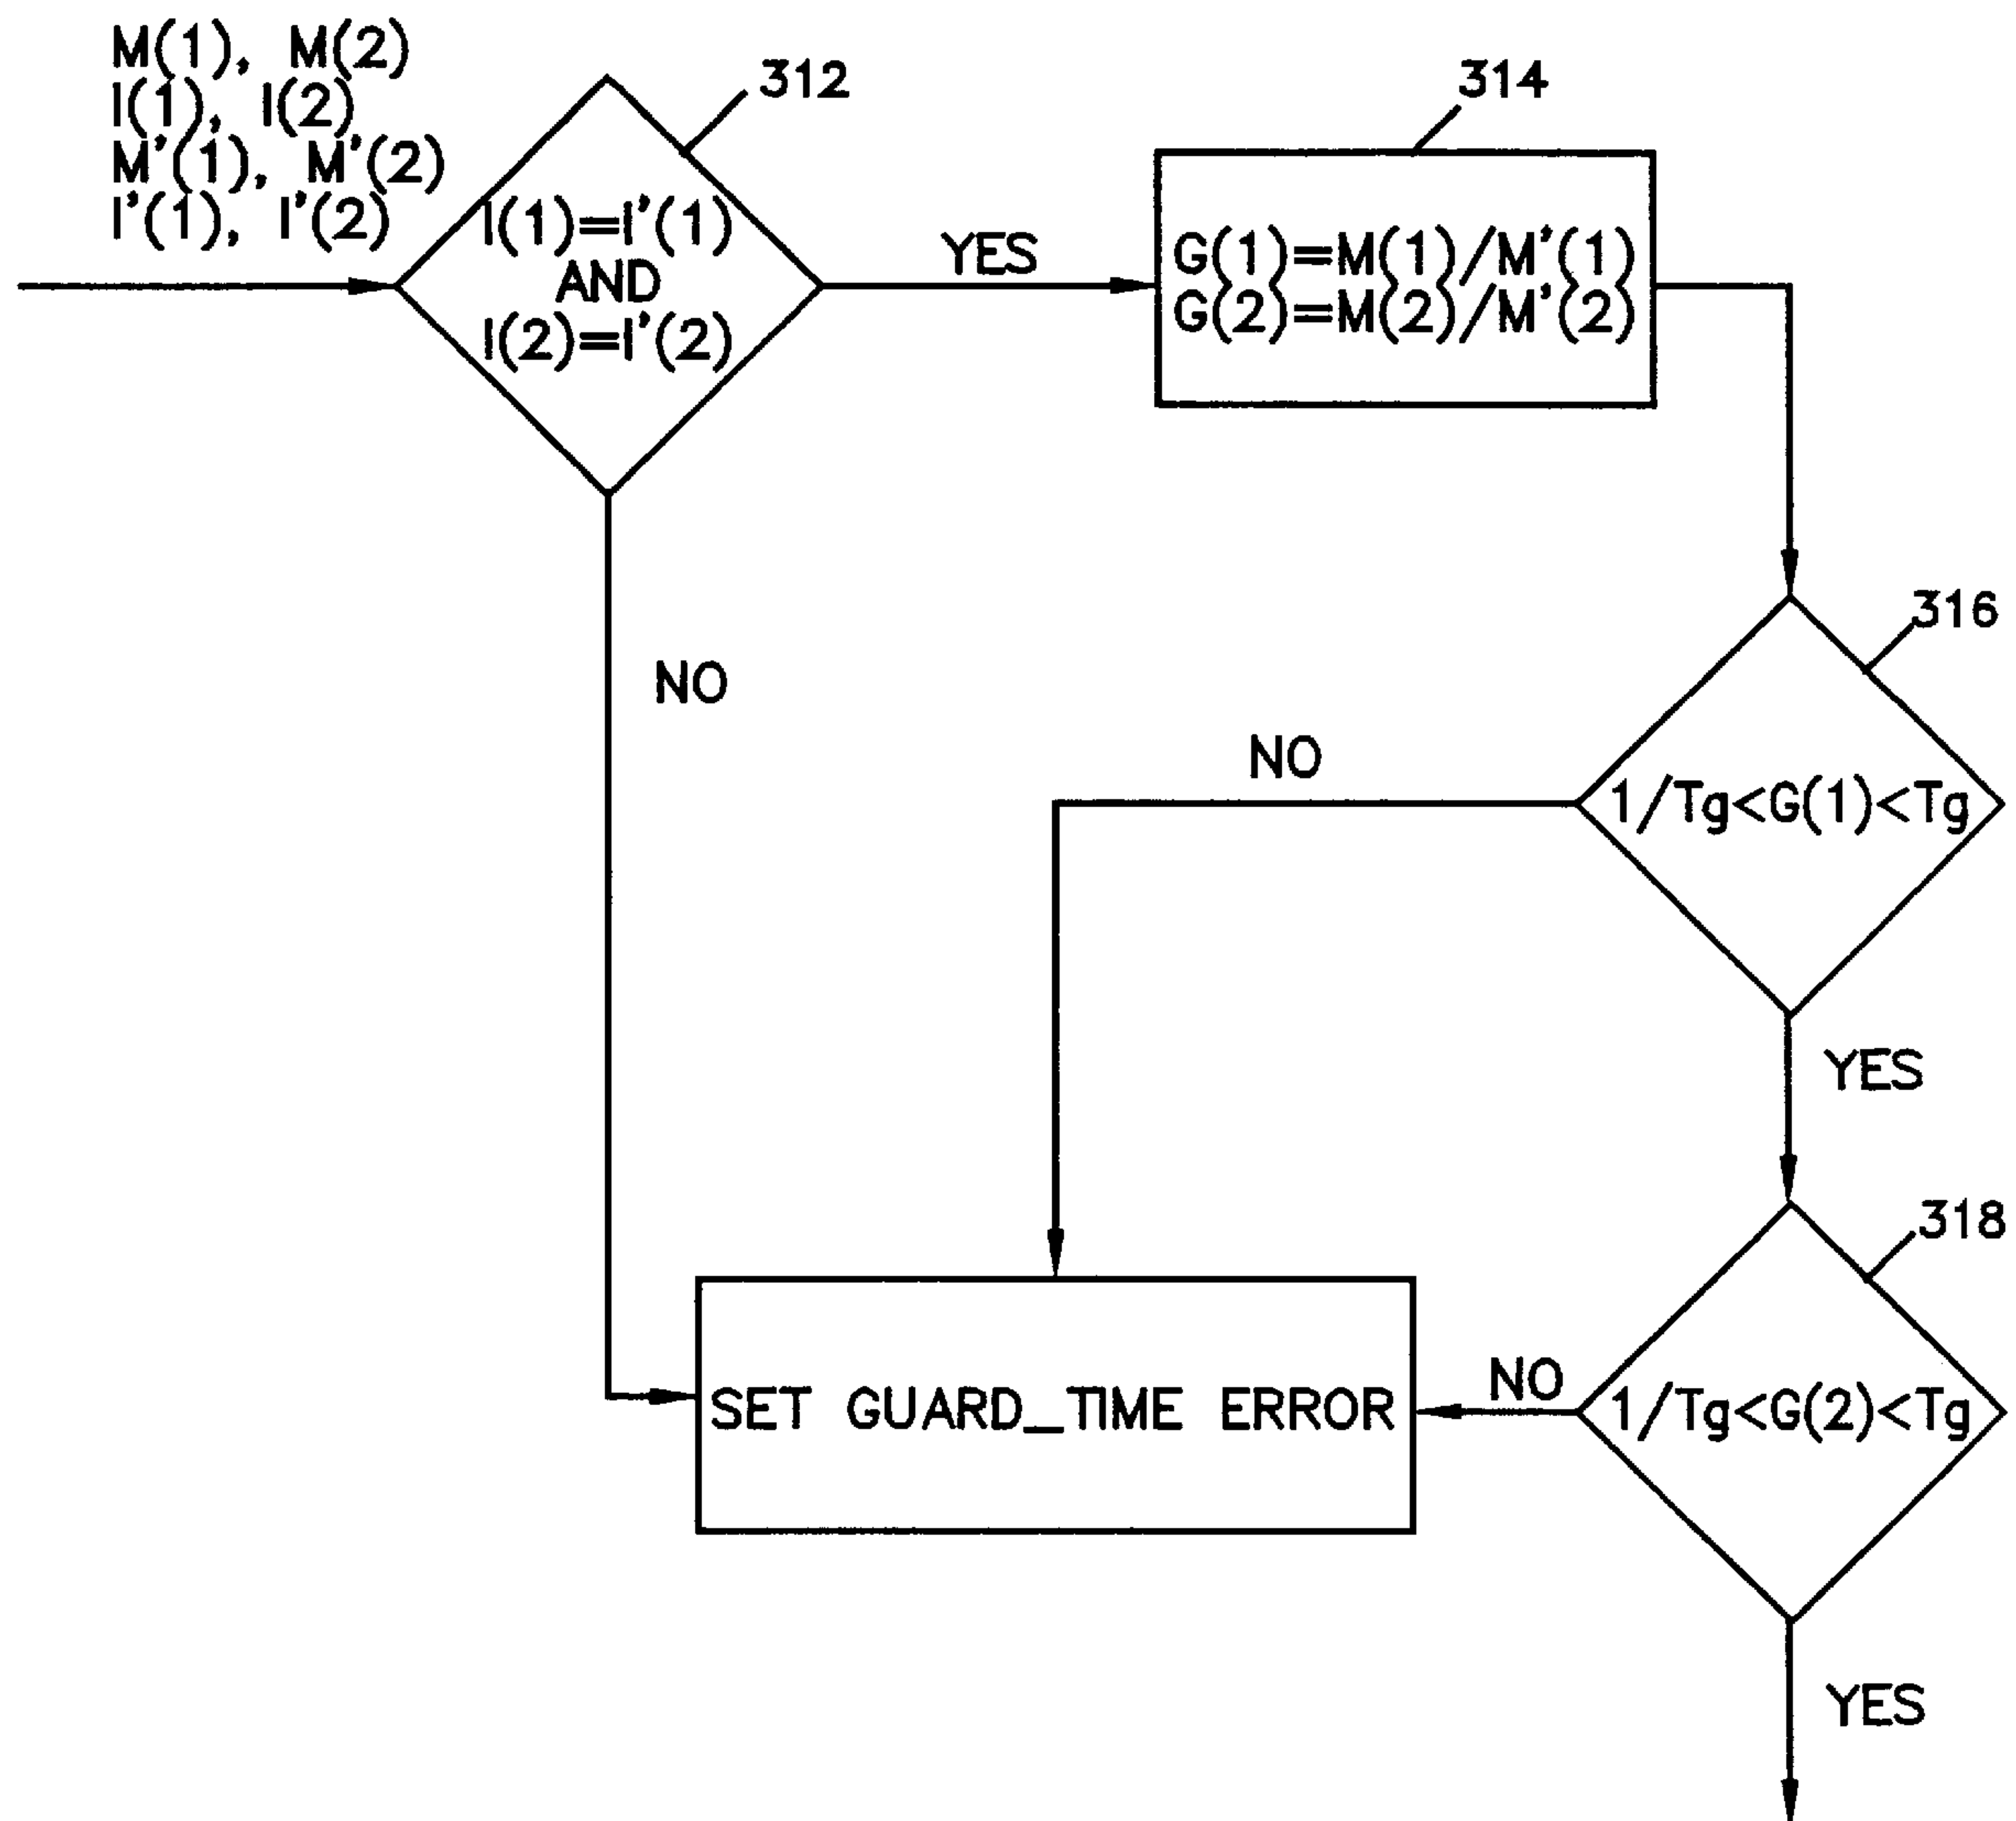 M(1), M(2)
I(1), I(2)
M'(1), M'(2)
I'(1), I'(2)
312
I(1)=I'(1)
AND
I(2)=I'(2)
YES
314
G(1)=M(1)/M'(1)
G(2)=M(2)/M'(2)
NO
316
NO
1/Tg<G(1)<Tg
YES
318
SET GUARD_TIME ERROR
NO
1/Tg<G(2)<Tg
YES